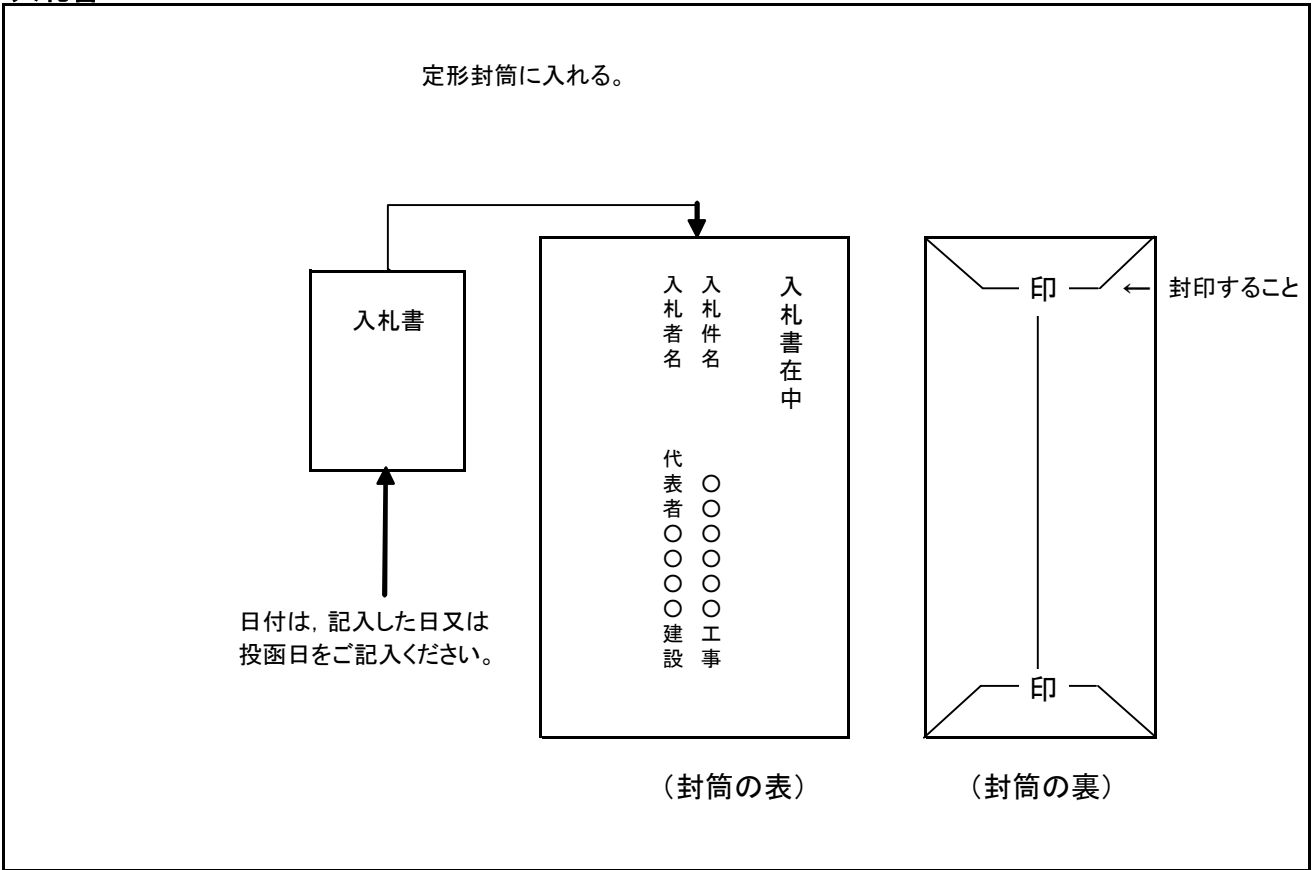 定形封筒に入れる。
入札書
日付は，記入した日又は
投函日をご記入ください。
入札書在中
入札件名　○○○○○○工事
入札者名　代表者○○○○建設
（封筒の表）
印
← 封印すること
印
（封筒の裏）